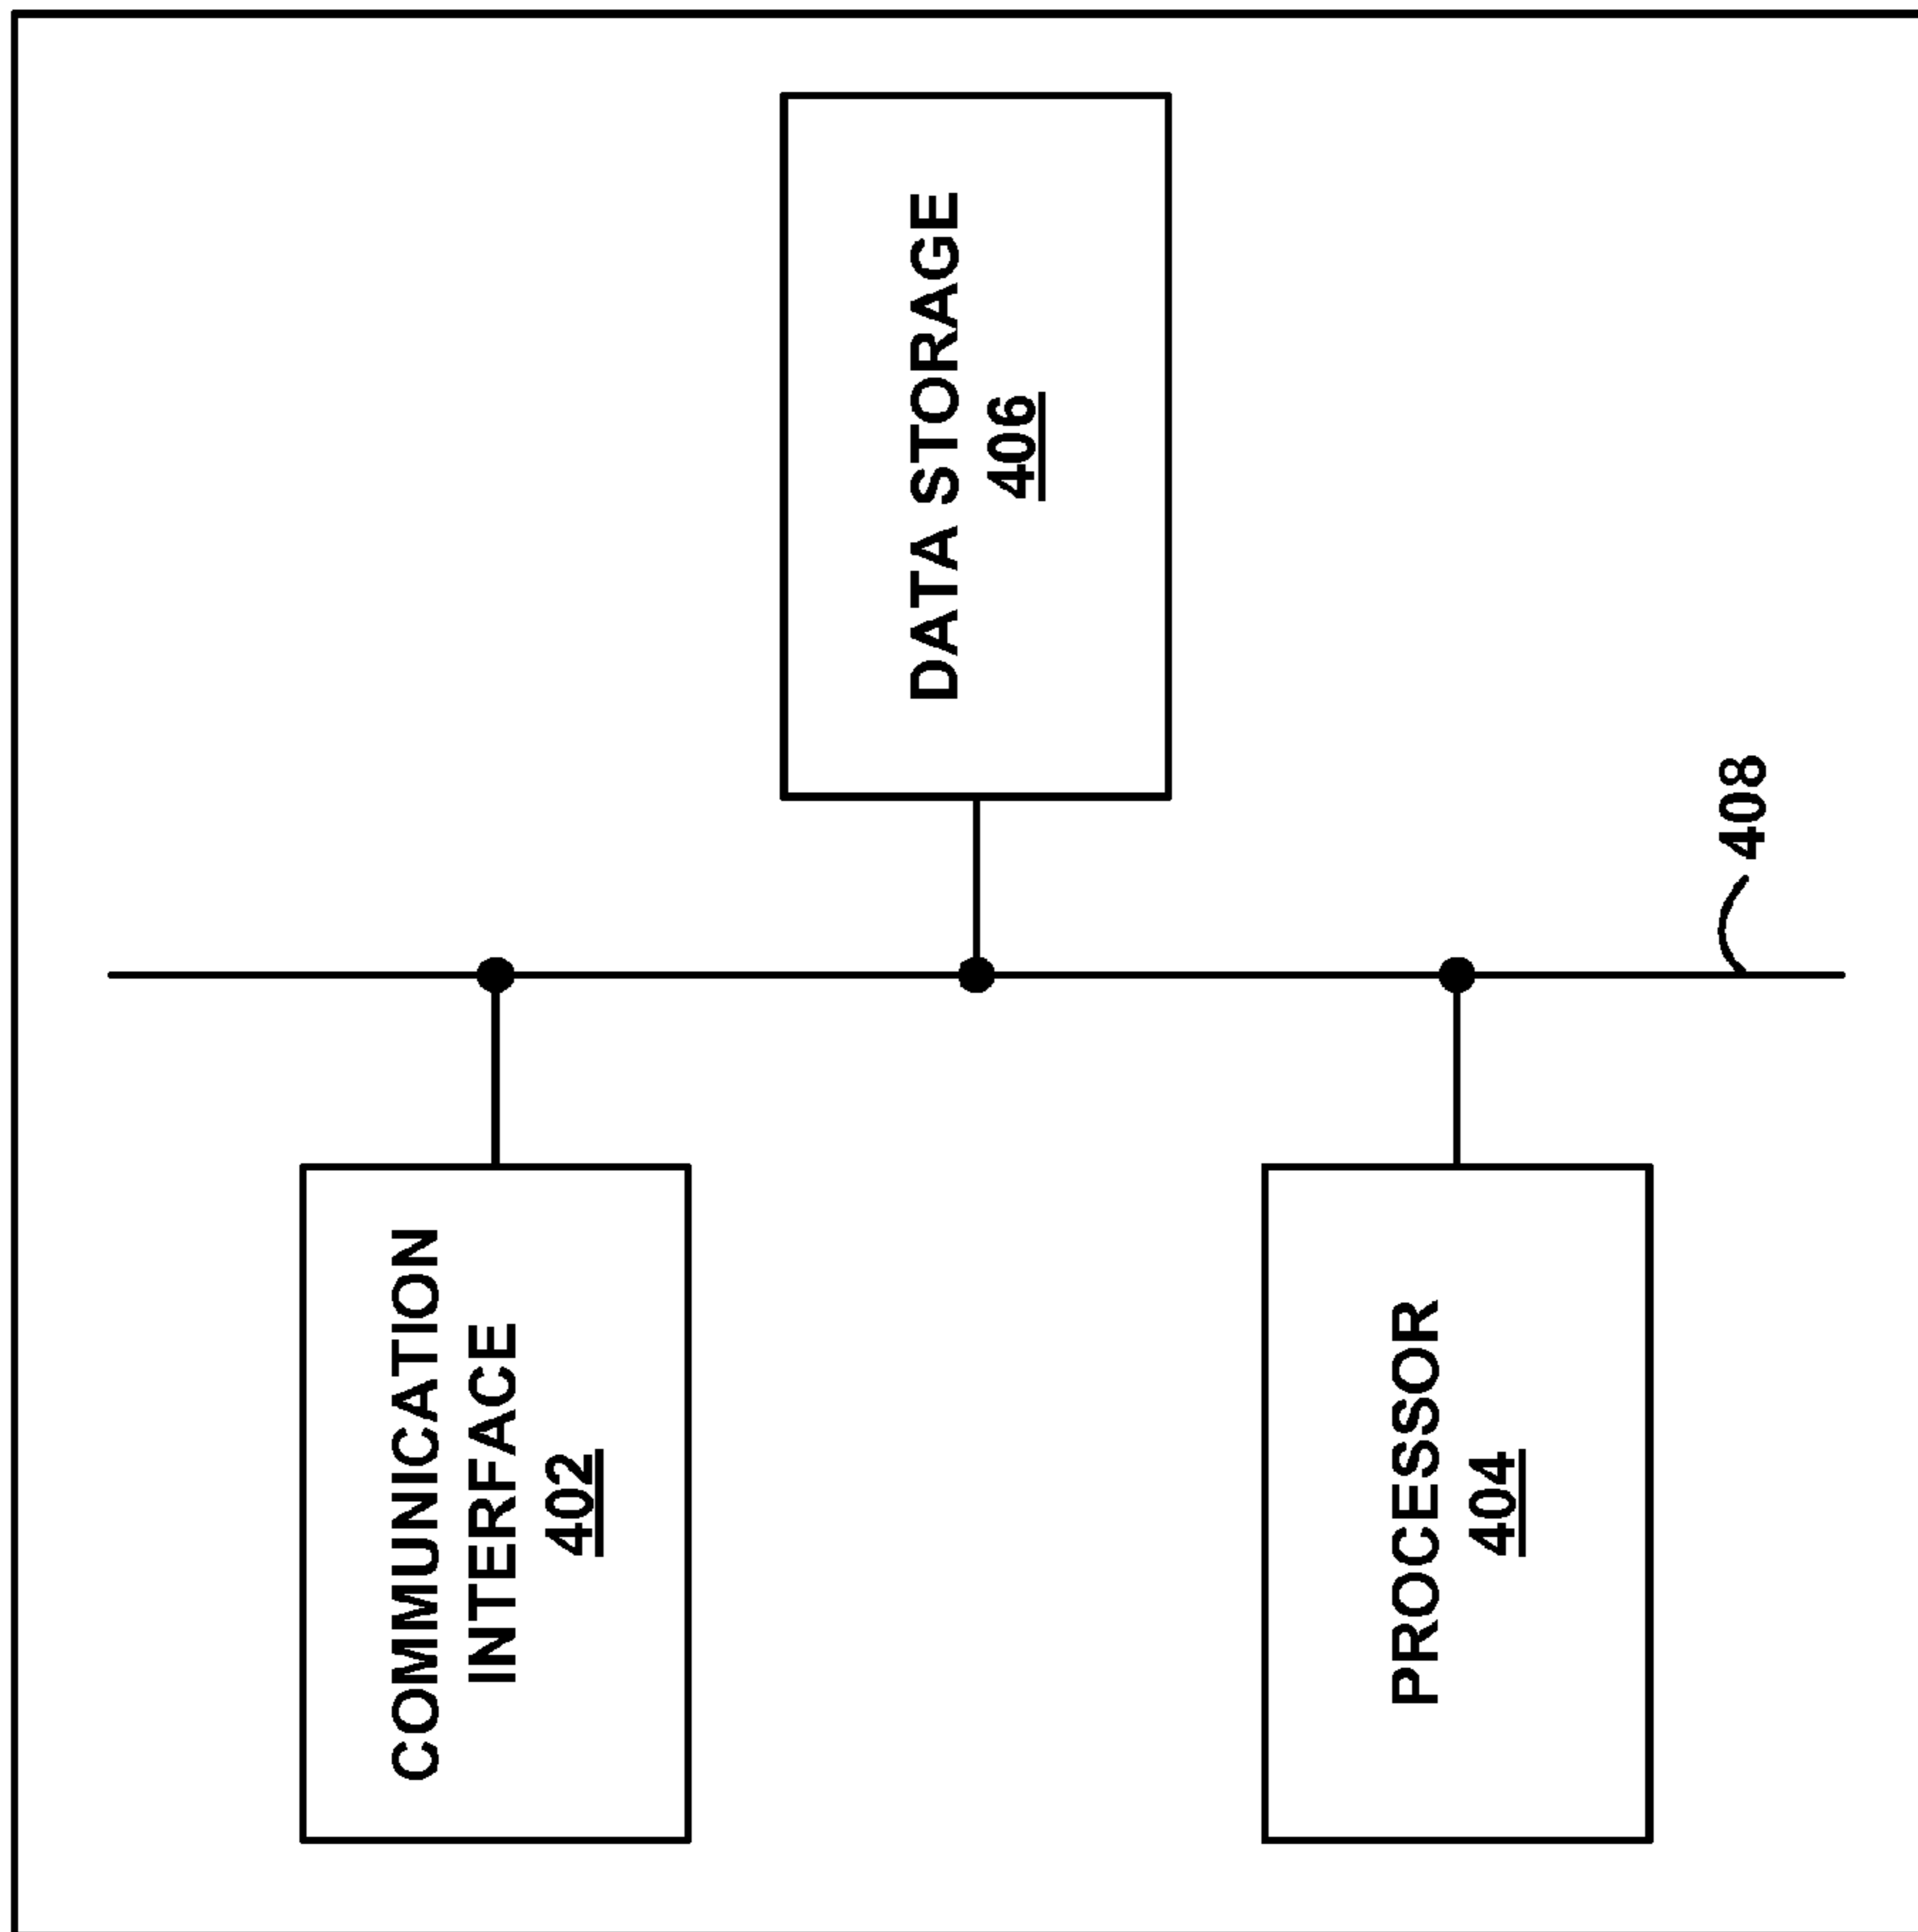 COMMUNICATION
INTERFACE
402
DATA STORAGE
406
PROCESSOR
404
408